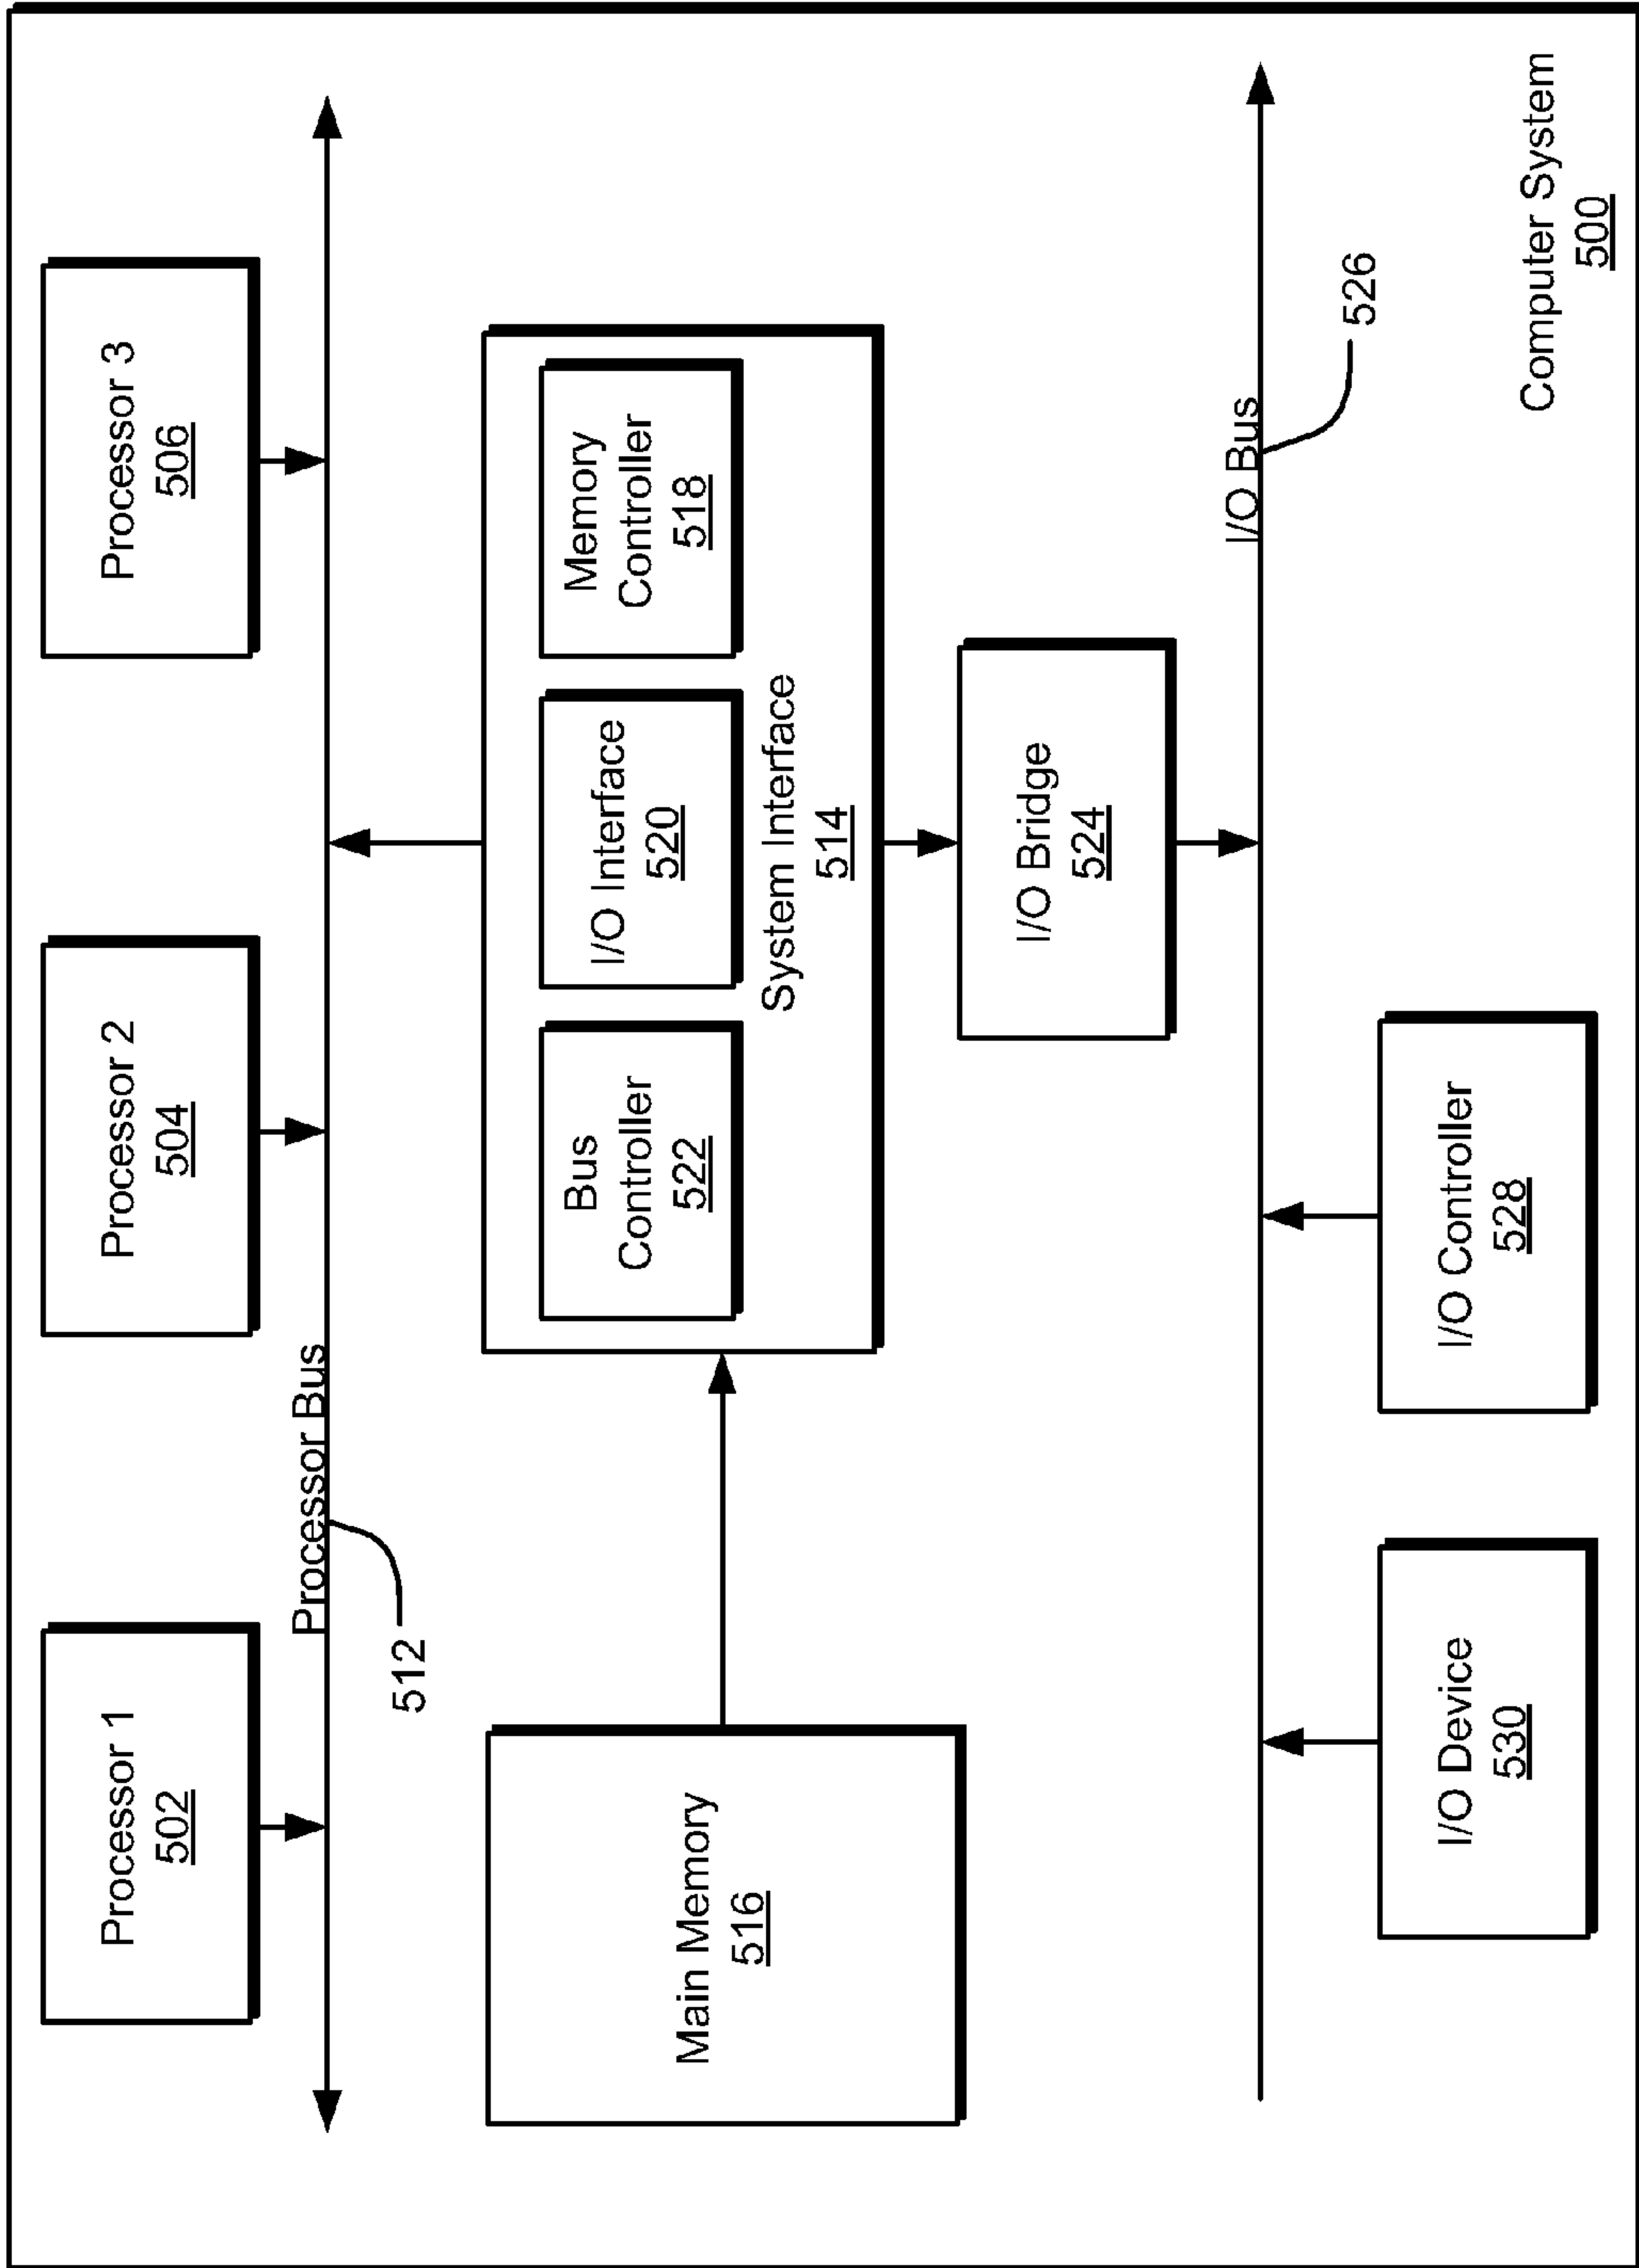 Processor 1
502
Processor 2
504
Processor 3
506
Processor Bus
512
Main Memory
516
Bus
Controller
522
I/O Interface
520
Memory
Controller
518
System Interface
514
I/O Bridge
524
I/O Bus
526
I/O Device
530
I/O Controller
528
Computer System
500